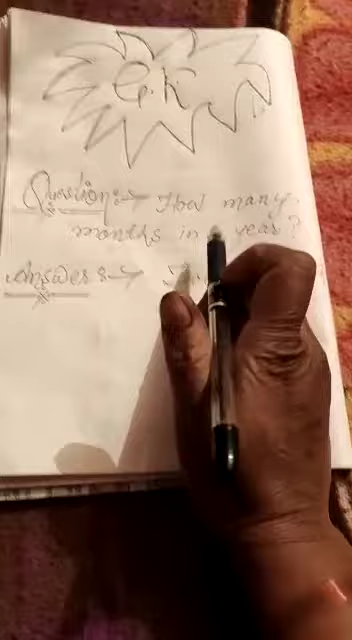 G.K
Question:→ How many
months in a year?
Answer:→